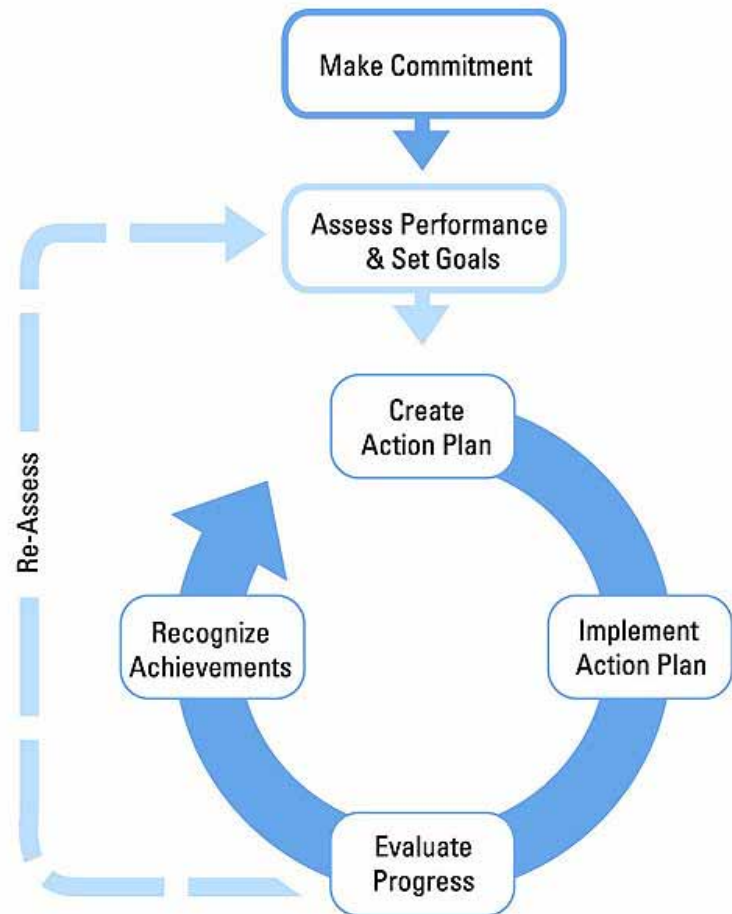 Make Commitment
Assess Performance
& Set Goals
Create
Action Plan
Implement
Action Plan
Evaluate
Progress
Recognize
Achievements
Re-Assess